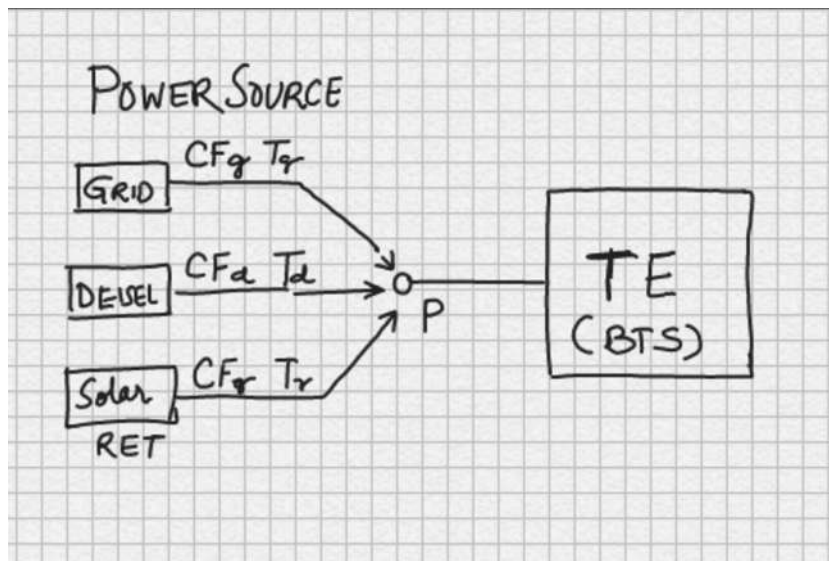 POWER SOURCE
CFg Tg
GRID
CFd Td
DEISEL
P
CFr Tr
Solar
RET
TE
(BTS)